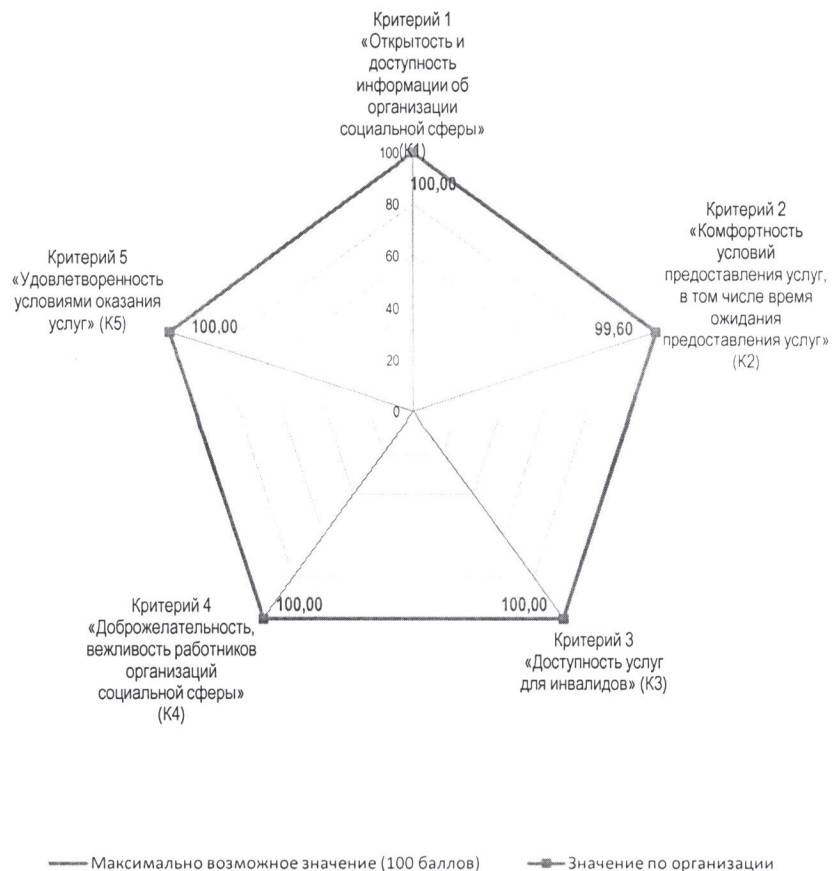 Критерий 1
«Открытость и
доступность
информации об
организации
социальной сферы»
(К1)
100
100,00
80
60
40
20
0
Критерий 2
«Комфортность
условий
предоставления услуг,
в том числе время
ожидания
предоставления услуг»
(К2)
99,60
Критерий 5
«Удовлетворенность
условиями оказания
услуг» (К5)
100,00
Критерий 4
«Доброжелательность,
вежливость работников
организаций
социальной сферы»
(К4)
100,00
100,00
Критерий 3
«Доступность услуг
для инвалидов» (К3)
Максимально возможное значение (100 баллов)
Значение по организации